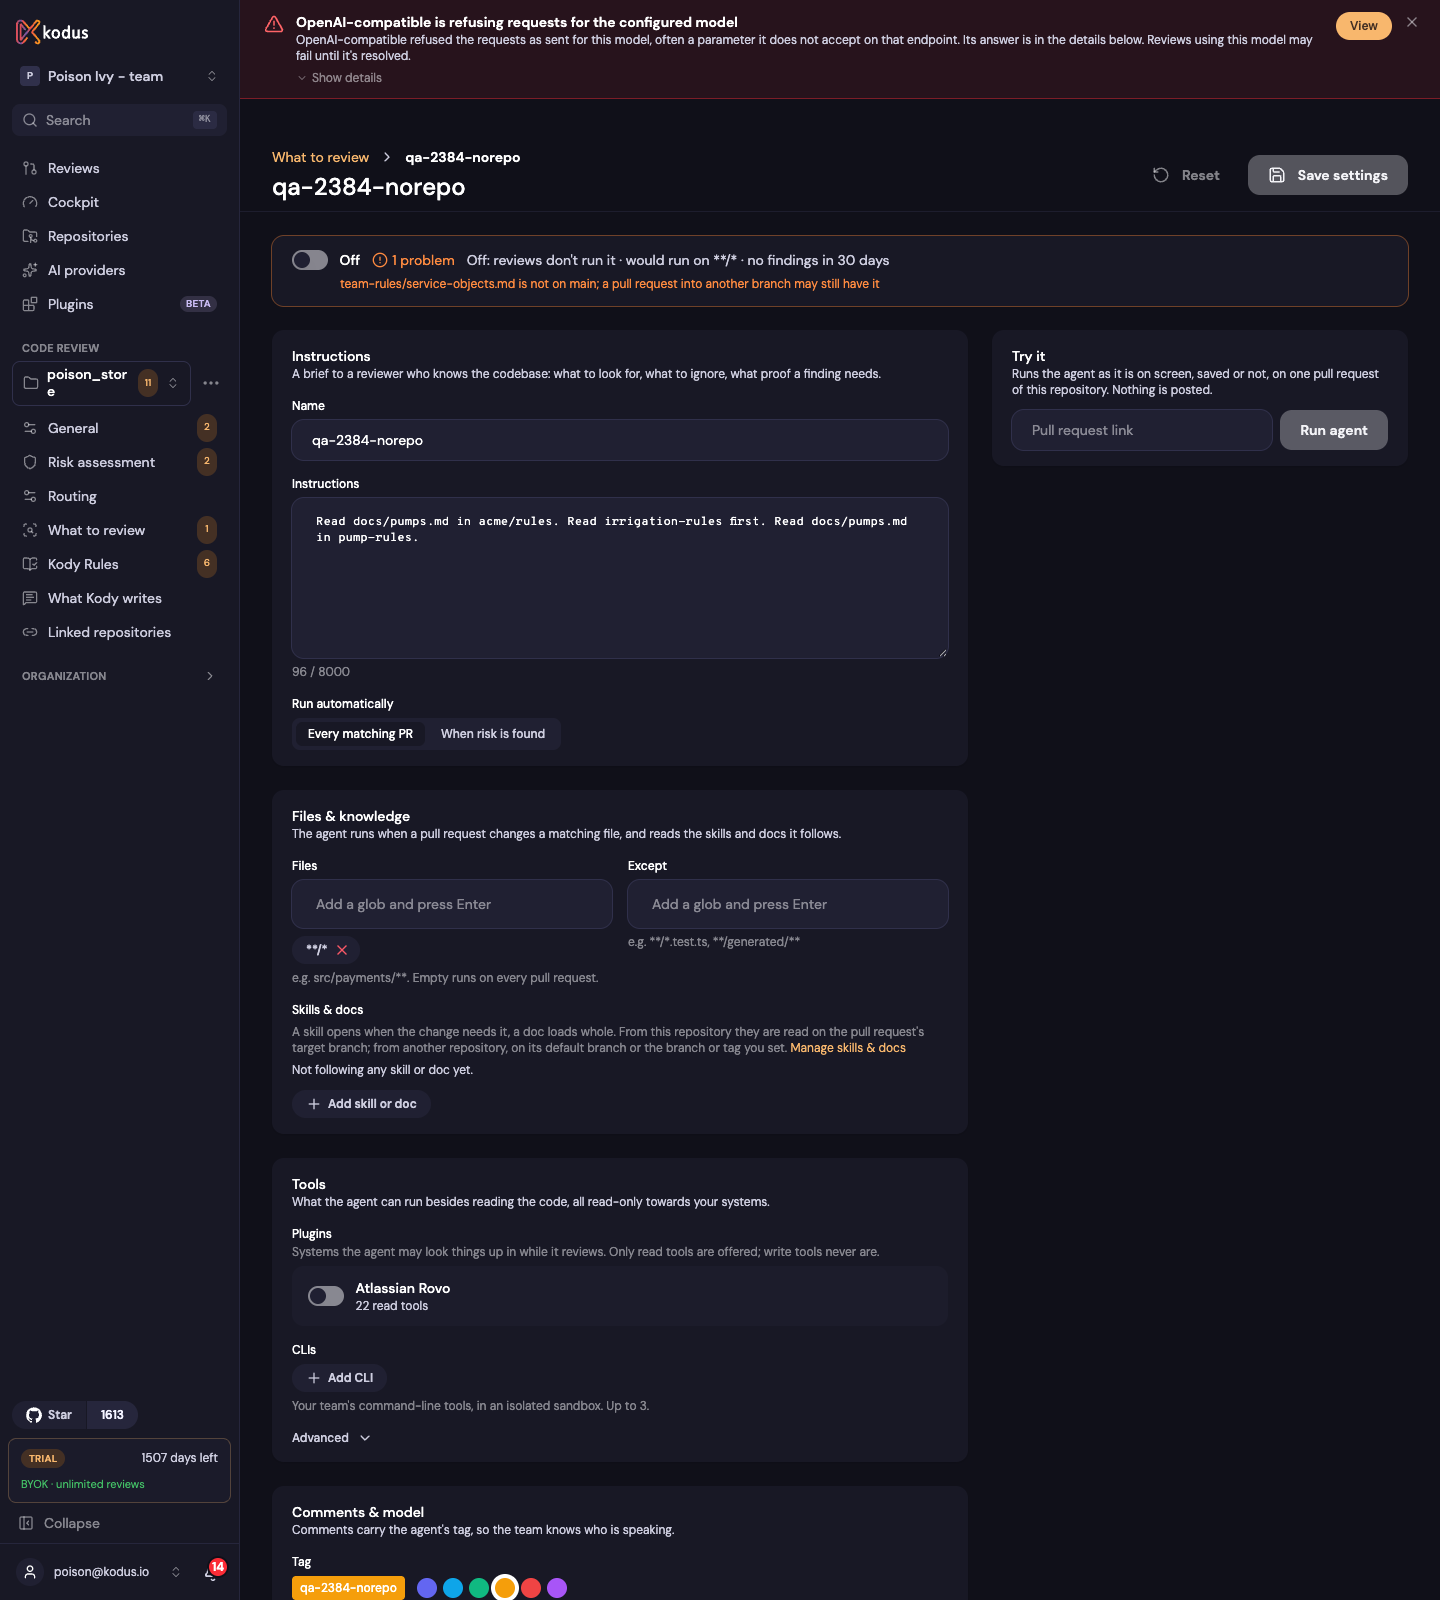 kodus
P Poison Ivy - team
Search ⌘K
Reviews
Cockpit
Repositories
AI providers
Plugins BETA
CODE REVIEW
poison_stor
e
11
General 2
Risk assessment 2
Routing
What to review 1
Kody Rules 6
What Kody writes
Linked repositories
ORGANIZATION
Star 1613
TRIAL 1507 days left
BYOK · unlimited reviews
Collapse
poison@kodus.io 14
OpenAI-compatible is refusing requests for the configured model
OpenAI-compatible refused the requests as sent for this model, often a parameter it does not accept on that endpoint. Its answer is in the details below. Reviews using this model may
fail until it's resolved.
Show details
View
What to review > qa-2384-norepo
qa-2384-norepo
Reset
Save settings
Off 1 problem Off: reviews don't run it · would run on **/* · no findings in 30 days
team-rules/service-objects.md is not on main; a pull request into another branch may still have it
Instructions
A brief to a reviewer who knows the codebase: what to look for, what to ignore, what proof a finding needs.
Name
qa-2384-norepo
Instructions
Read docs/pumps.md in acme/rules. Read irrigation-rules first. Read docs/pumps.md
in pump-rules.
96 / 8000
Run automatically
Every matching PR When risk is found
Try it
Runs the agent as it is on screen, saved or not, on one pull request
of this repository. Nothing is posted.
Pull request link
Run agent
Files & knowledge
The agent runs when a pull request changes a matching file, and reads the skills and docs it follows.
Files
Except
Add a glob and press Enter
Add a glob and press Enter
**/*
e.g. **/*.test.ts, **/generated/**
e.g. src/payments/**. Empty runs on every pull request.
Skills & docs
A skill opens when the change needs it, a doc loads whole. From this repository they are read on the pull request's
target branch; from another repository, on its default branch or the branch or tag you set. Manage skills & docs
Not following any skill or doc yet.
Add skill or doc
Tools
What the agent can run besides reading the code, all read-only towards your systems.
Plugins
Systems the agent may look things up in while it reviews. Only read tools are offered; write tools never are.
Atlassian Rovo
22 read tools
CLIs
Add CLI
Your team's command-line tools, in an isolated sandbox. Up to 3.
Advanced
Comments & model
Comments carry the agent's tag, so the team knows who is speaking.
Tag
qa-2384-norepo